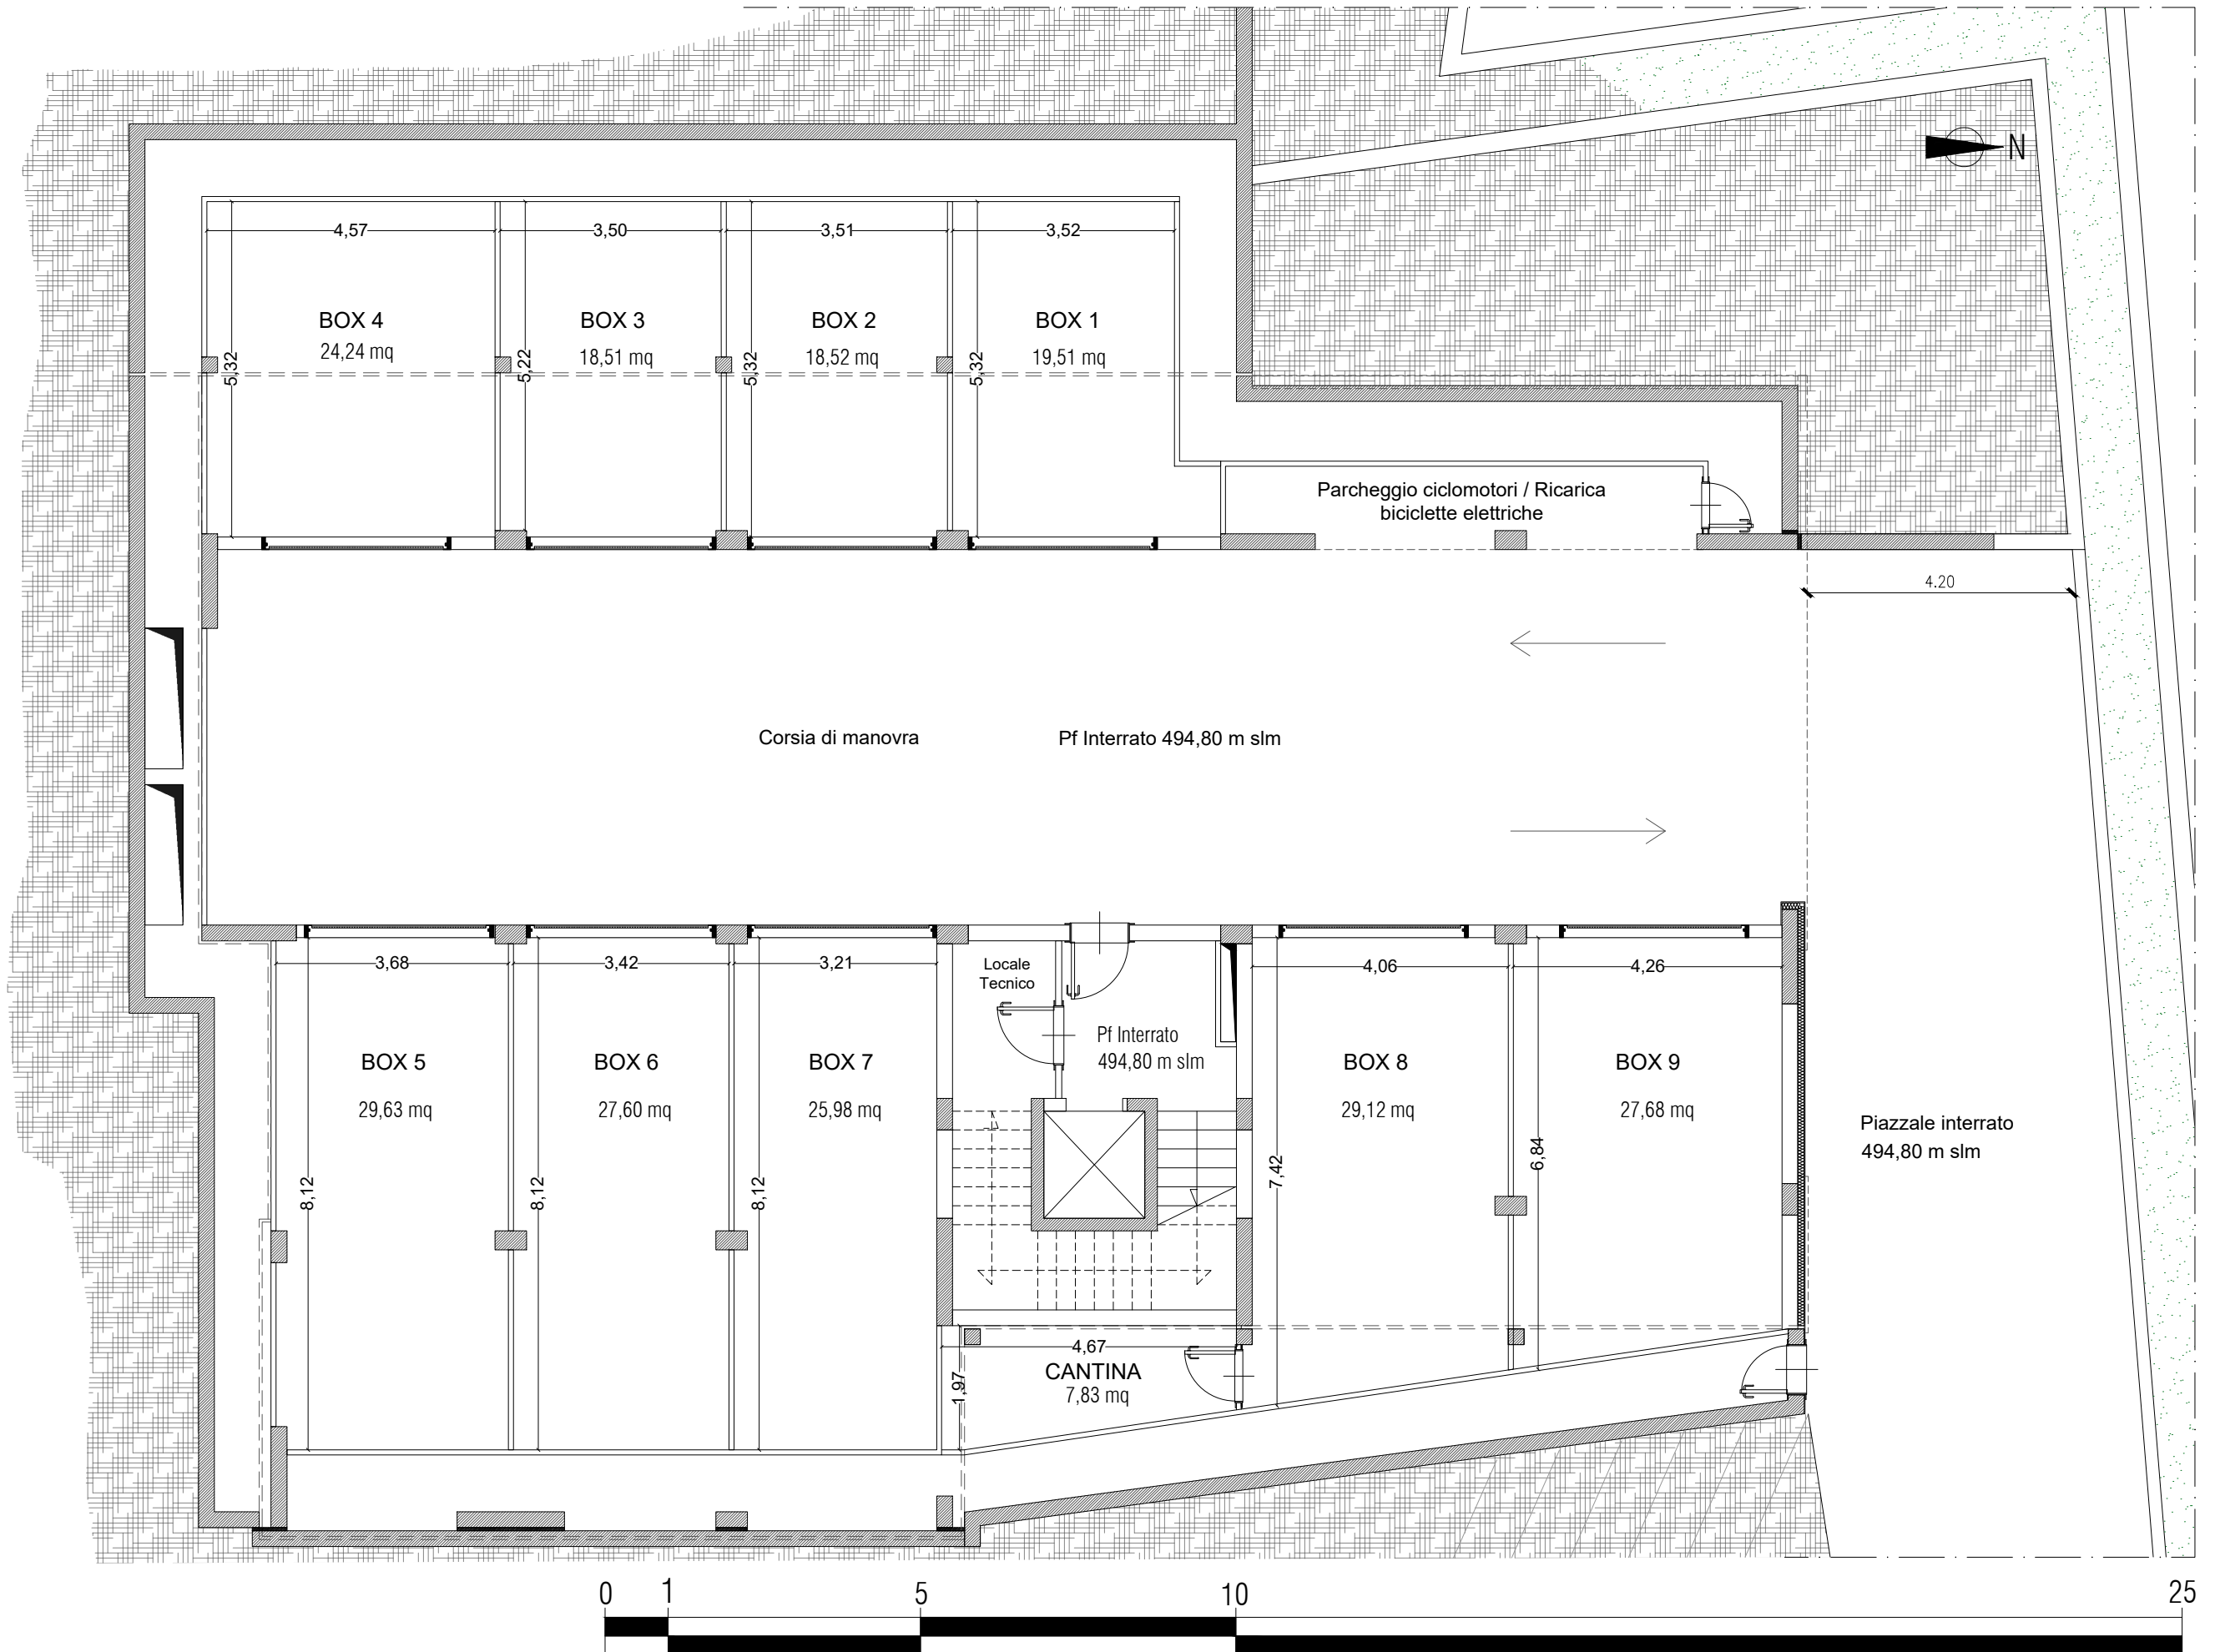 N
4,57
3,50
3,51
3,52
BOX 4
24,24 mq
BOX 3
18,51 mq
BOX 2
18,52 mq
BOX 1
19,51 mq
5,32
5,22
5,32
5,32
Parcheggio ciclomotori / Ricarica
biciclette elettriche
4.20
Corsia di manovra
Pf Interrato 494,80 m slm
3,68
3,42
3,21
Locale
Tecnico
4,06
4,26
Pf Interrato
494,80 m slm
BOX 5
29,63 mq
BOX 6
27,60 mq
BOX 7
25,98 mq
BOX 8
29,12 mq
BOX 9
27,68 mq
8,12
8,12
8,12
7,42
6,84
Piazzale interrato
494,80 m slm
4,67
CANTINA
7,83 mq
1,97
0 1 5 10 25